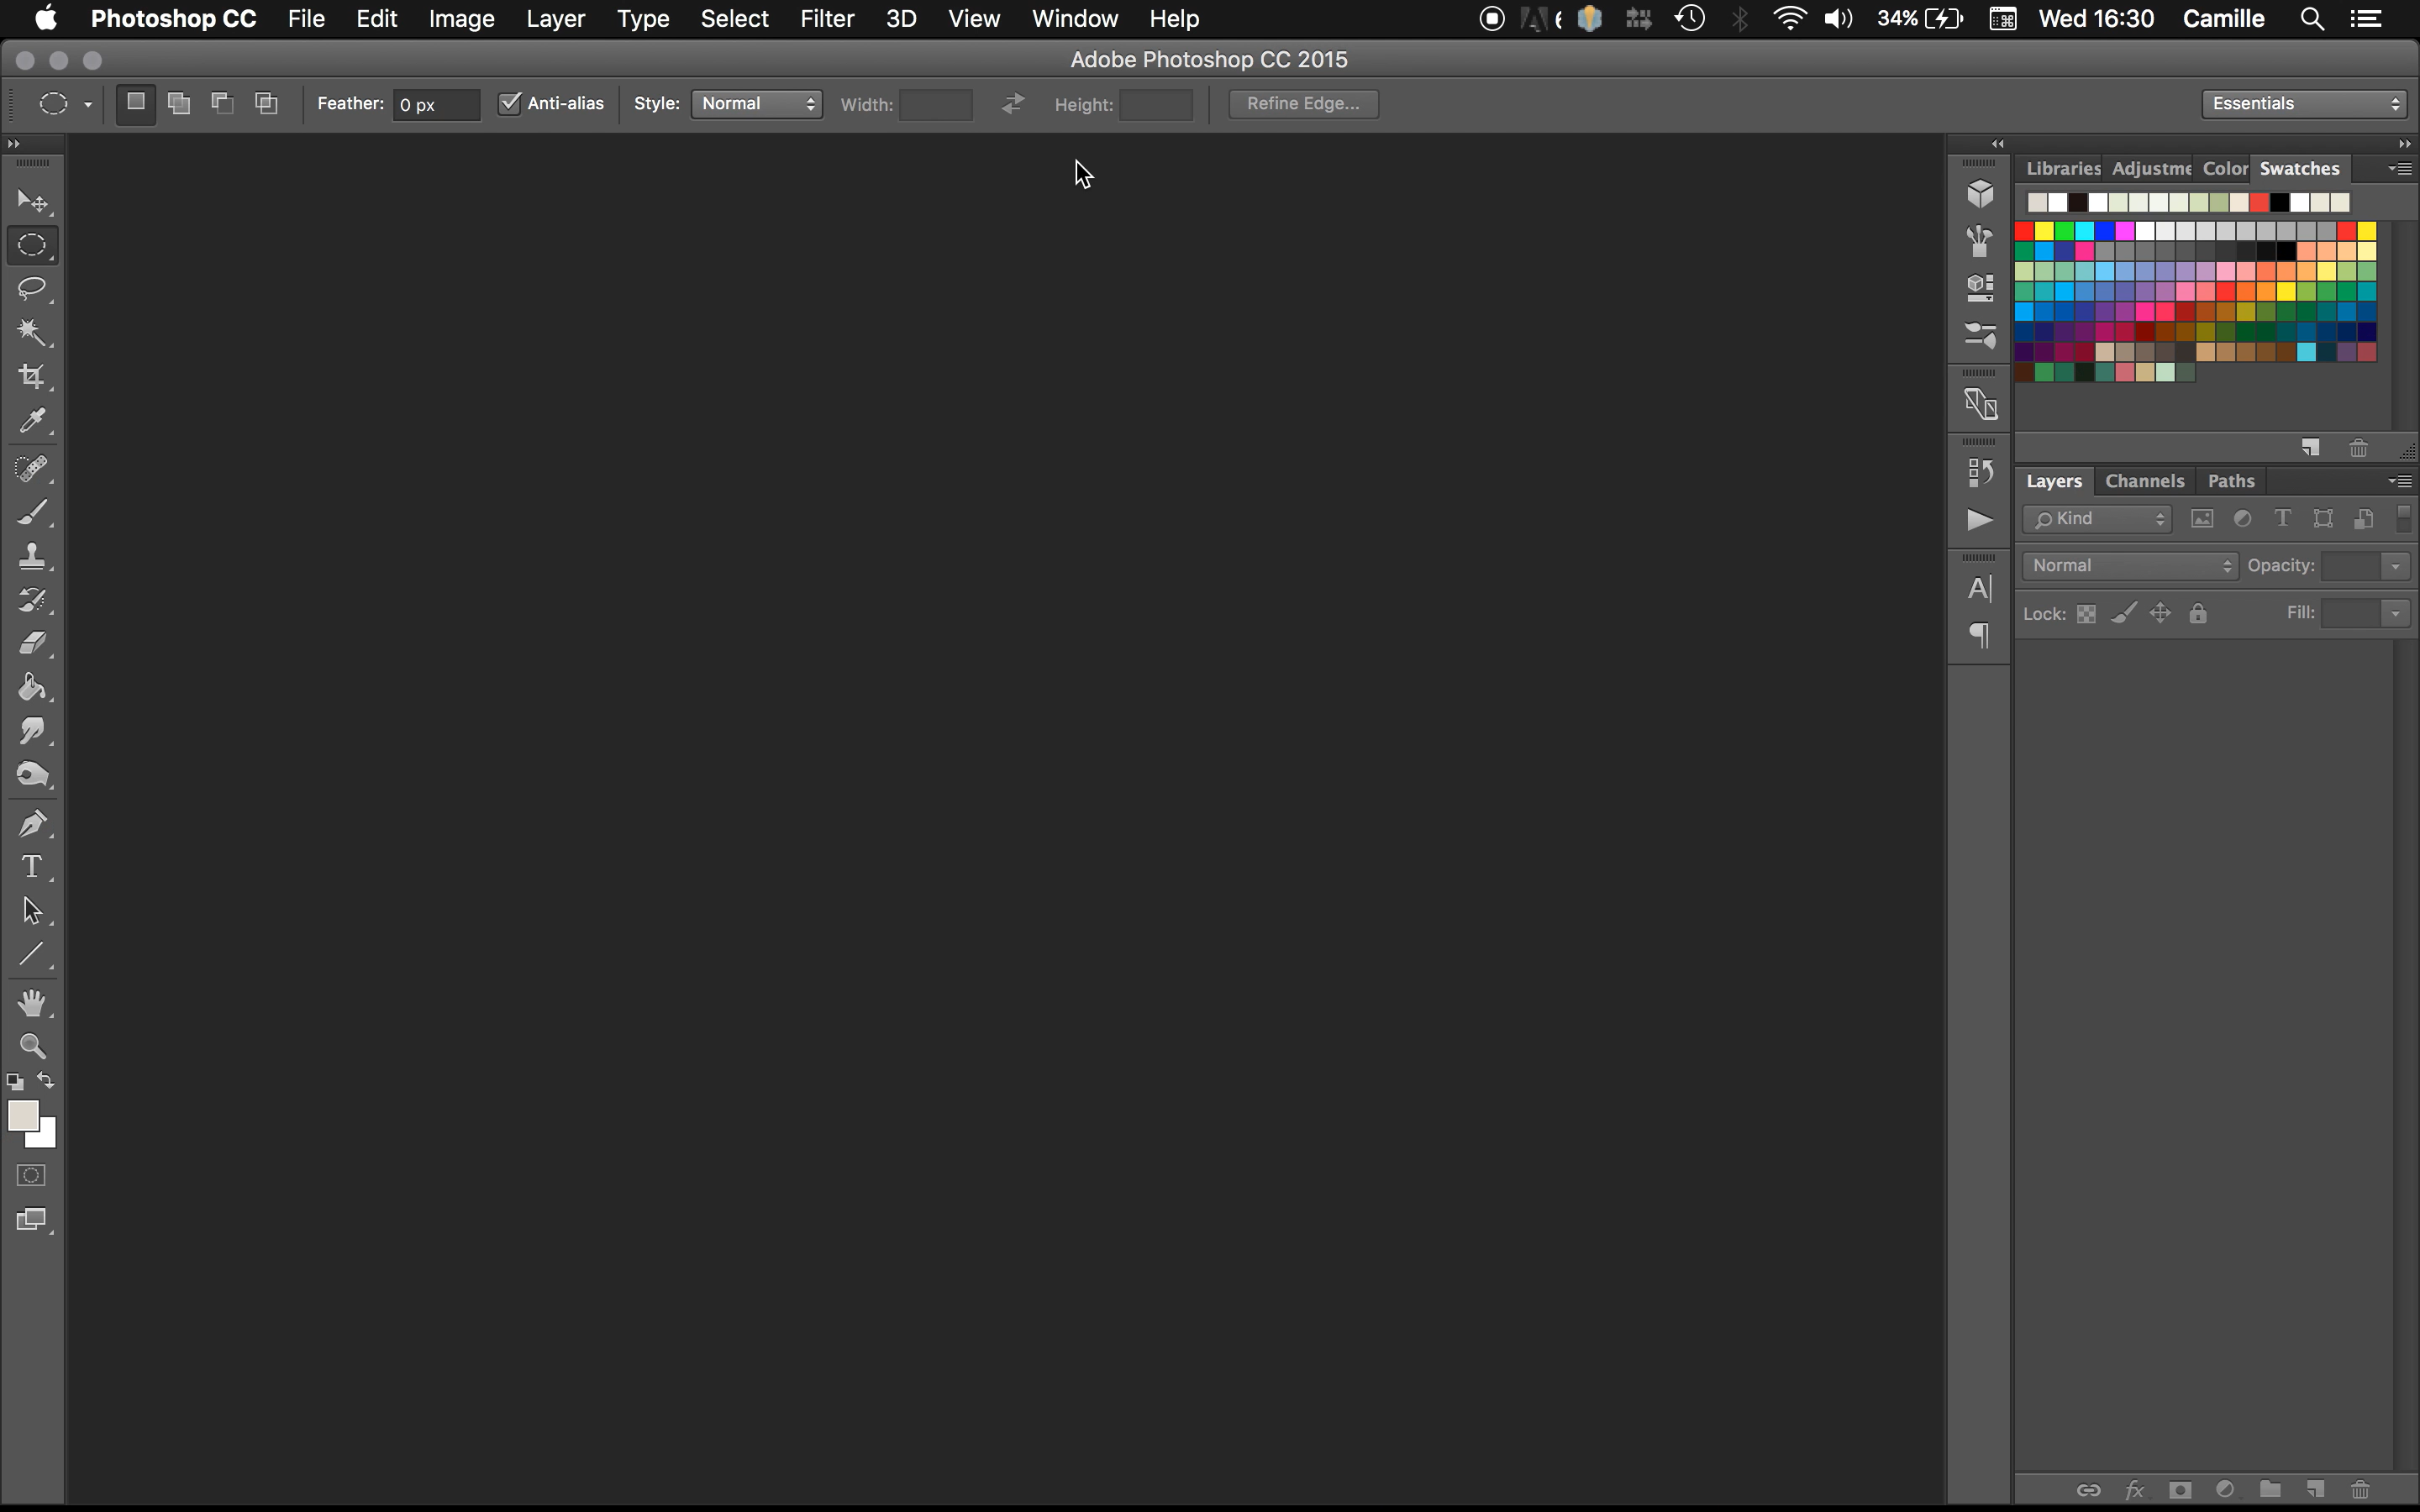 Photoshop CC File Edit Image Layer Type Select Filter 3D View Window Help 34% Wed 16:30 Camille
Adobe Photoshop CC 2015
Feather: 0 px Anti-alias Style: Normal Width: Height: Refine Edge... Essentials
Libraries Adjustme Color Swatches
Layers Channels Paths
Kind
Normal Opacity:
Lock: Fill: